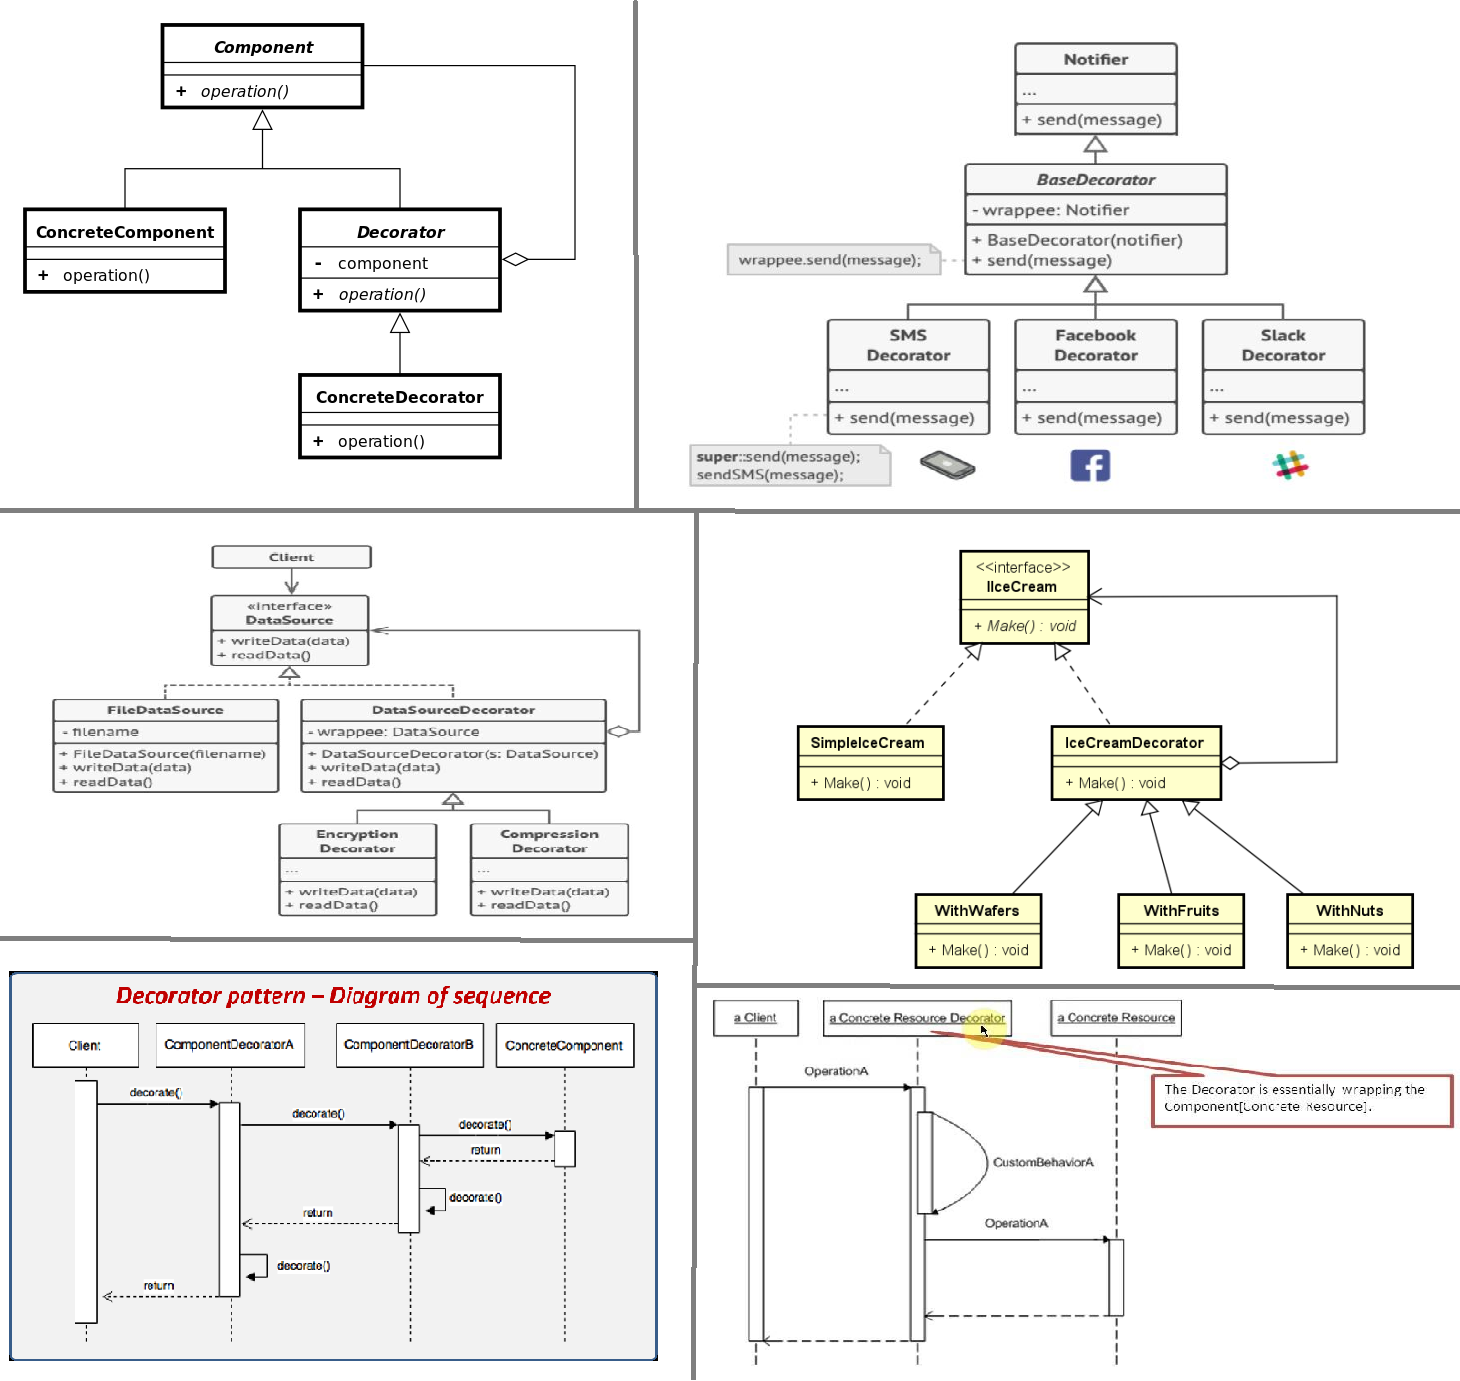 Component
+ operation()
ConcreteComponent
+ operation()
Decorator
- component
+ operation()
ConcreteDecorator
+ operation()
Notifier
...
+ send(message)
BaseDecorator
- wrappee: Notifier
+ BaseDecorator(notifier)
+ send(message)
wrappee.send(message);
SMS
Decorator
...
+ send(message)
Facebook
Decorator
...
+ send(message)
Slack
Decorator
...
+ send(message)
super::send(message);
sendSMS(message);
Client
«interface»
DataSource
+ writeData(data)
+ readData()
FileDataSource
- filename
+ FileDataSource(filename)
+ writeData(data)
+ readData()
DataSourceDecorator
- wrappee: DataSource
+ DataSourceDecorator(s: DataSource)
+ writeData(data)
+ readData()
Encryption
Decorator
...
+ writeData(data)
+ readData()
Compression
Decorator
...
+ writeData(data)
+ readData()
<<interface>>
IIceCream
+ Make() : void
SimpleIceCream
+ Make() : void
IceCreamDecorator
+ Make() : void
WithWafers
+ Make() : void
WithFruits
+ Make() : void
WithNuts
+ Make() : void
Decorator pattern – Diagram of sequence
Client
ComponentDecoratorA
ComponentDecoratorB
ConcreteComponent
decorate()
decorate()
decorate()
return
decorate()
return
decorate()
return
a Client
a Concrete Resource Decorator
a Concrete Resource
OperationA
The Decorator is essentially wrapping the
Component[Concrete Resource].
CustomBehaviorA
OperationA